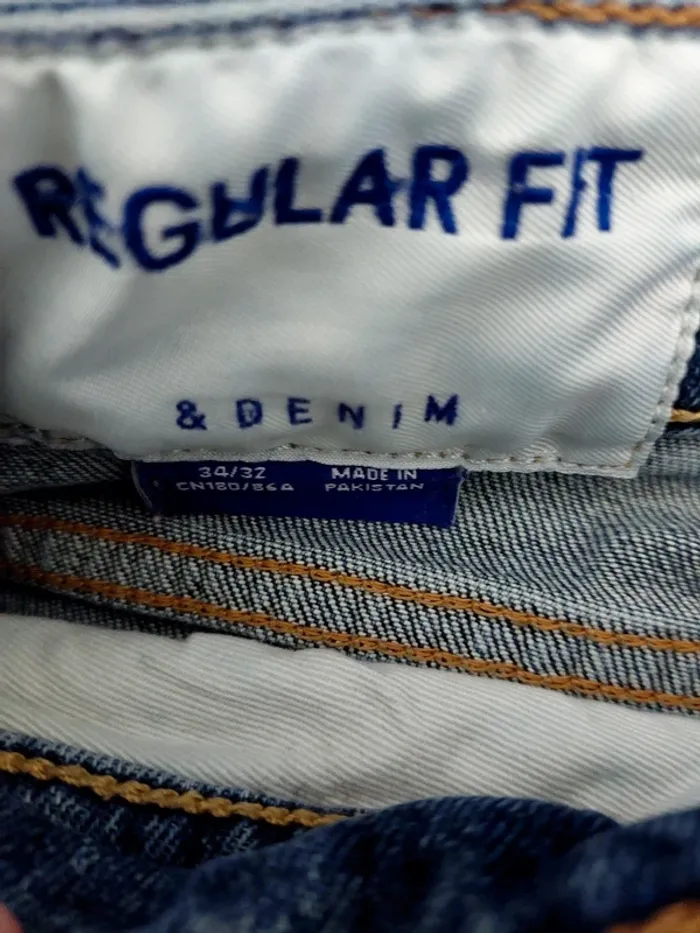 REGULAR FIT
& DENIM
34/32 MADE IN
CN180/86A PAKISTAN